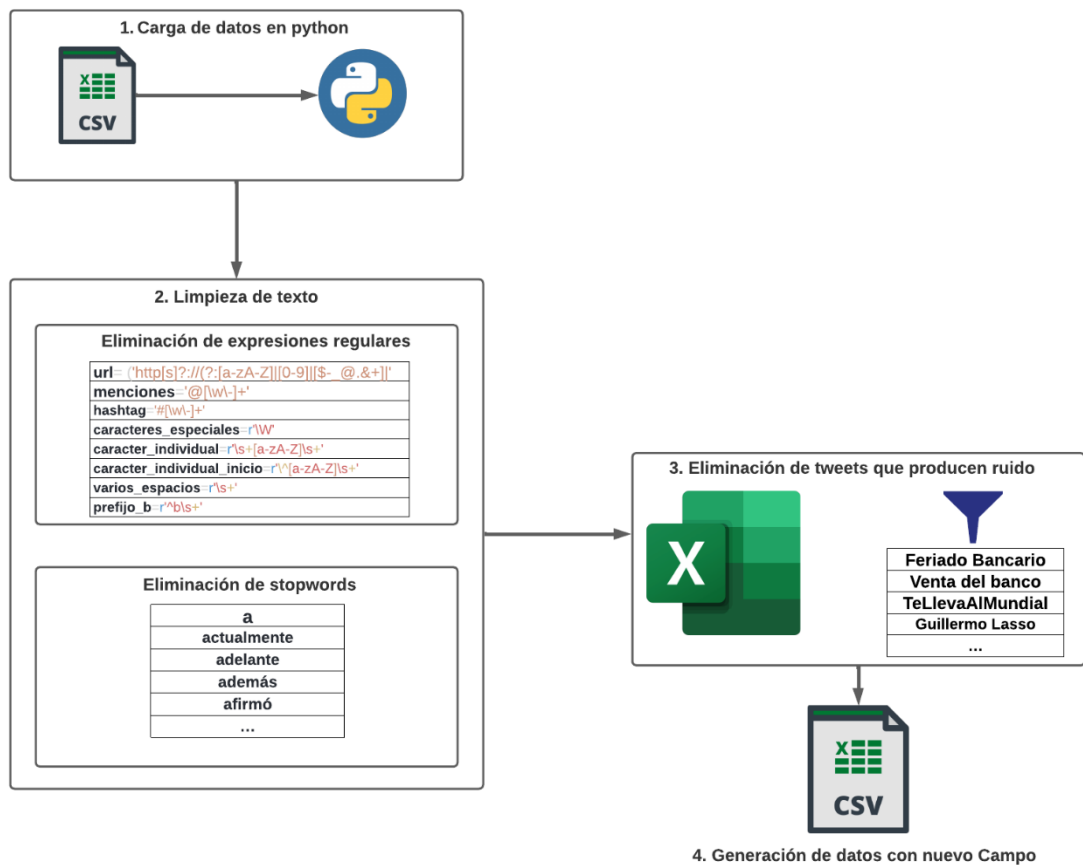 1. Carga de datos en python
X
CSV
2. Limpieza de texto
Eliminación de expresiones regulares
url= ('http[s]?://(?:[a-zA-Z]|[0-9]|[$-_@.&+]|'
menciones='@[\w\-]+'
hashtag='#[\w\-]+'
caracteres_especiales=r'\W'
caracter_individual=r'\s+[a-zA-Z]\s+'
caracter_individual_inicio=r'\^[a-zA-Z]\s+'
varios_espacios=r'\s+'
prefijo_b=r'^b\s+'
Eliminación de stopwords
a
actualmente
adelante
además
afirmó
...
3. Eliminación de tweets que producen ruido
X
Feriado Bancario
Venta del banco
TeLlevaAlMundial
Guillermo Lasso
...
X
CSV
4. Generación de datos con nuevo Campo